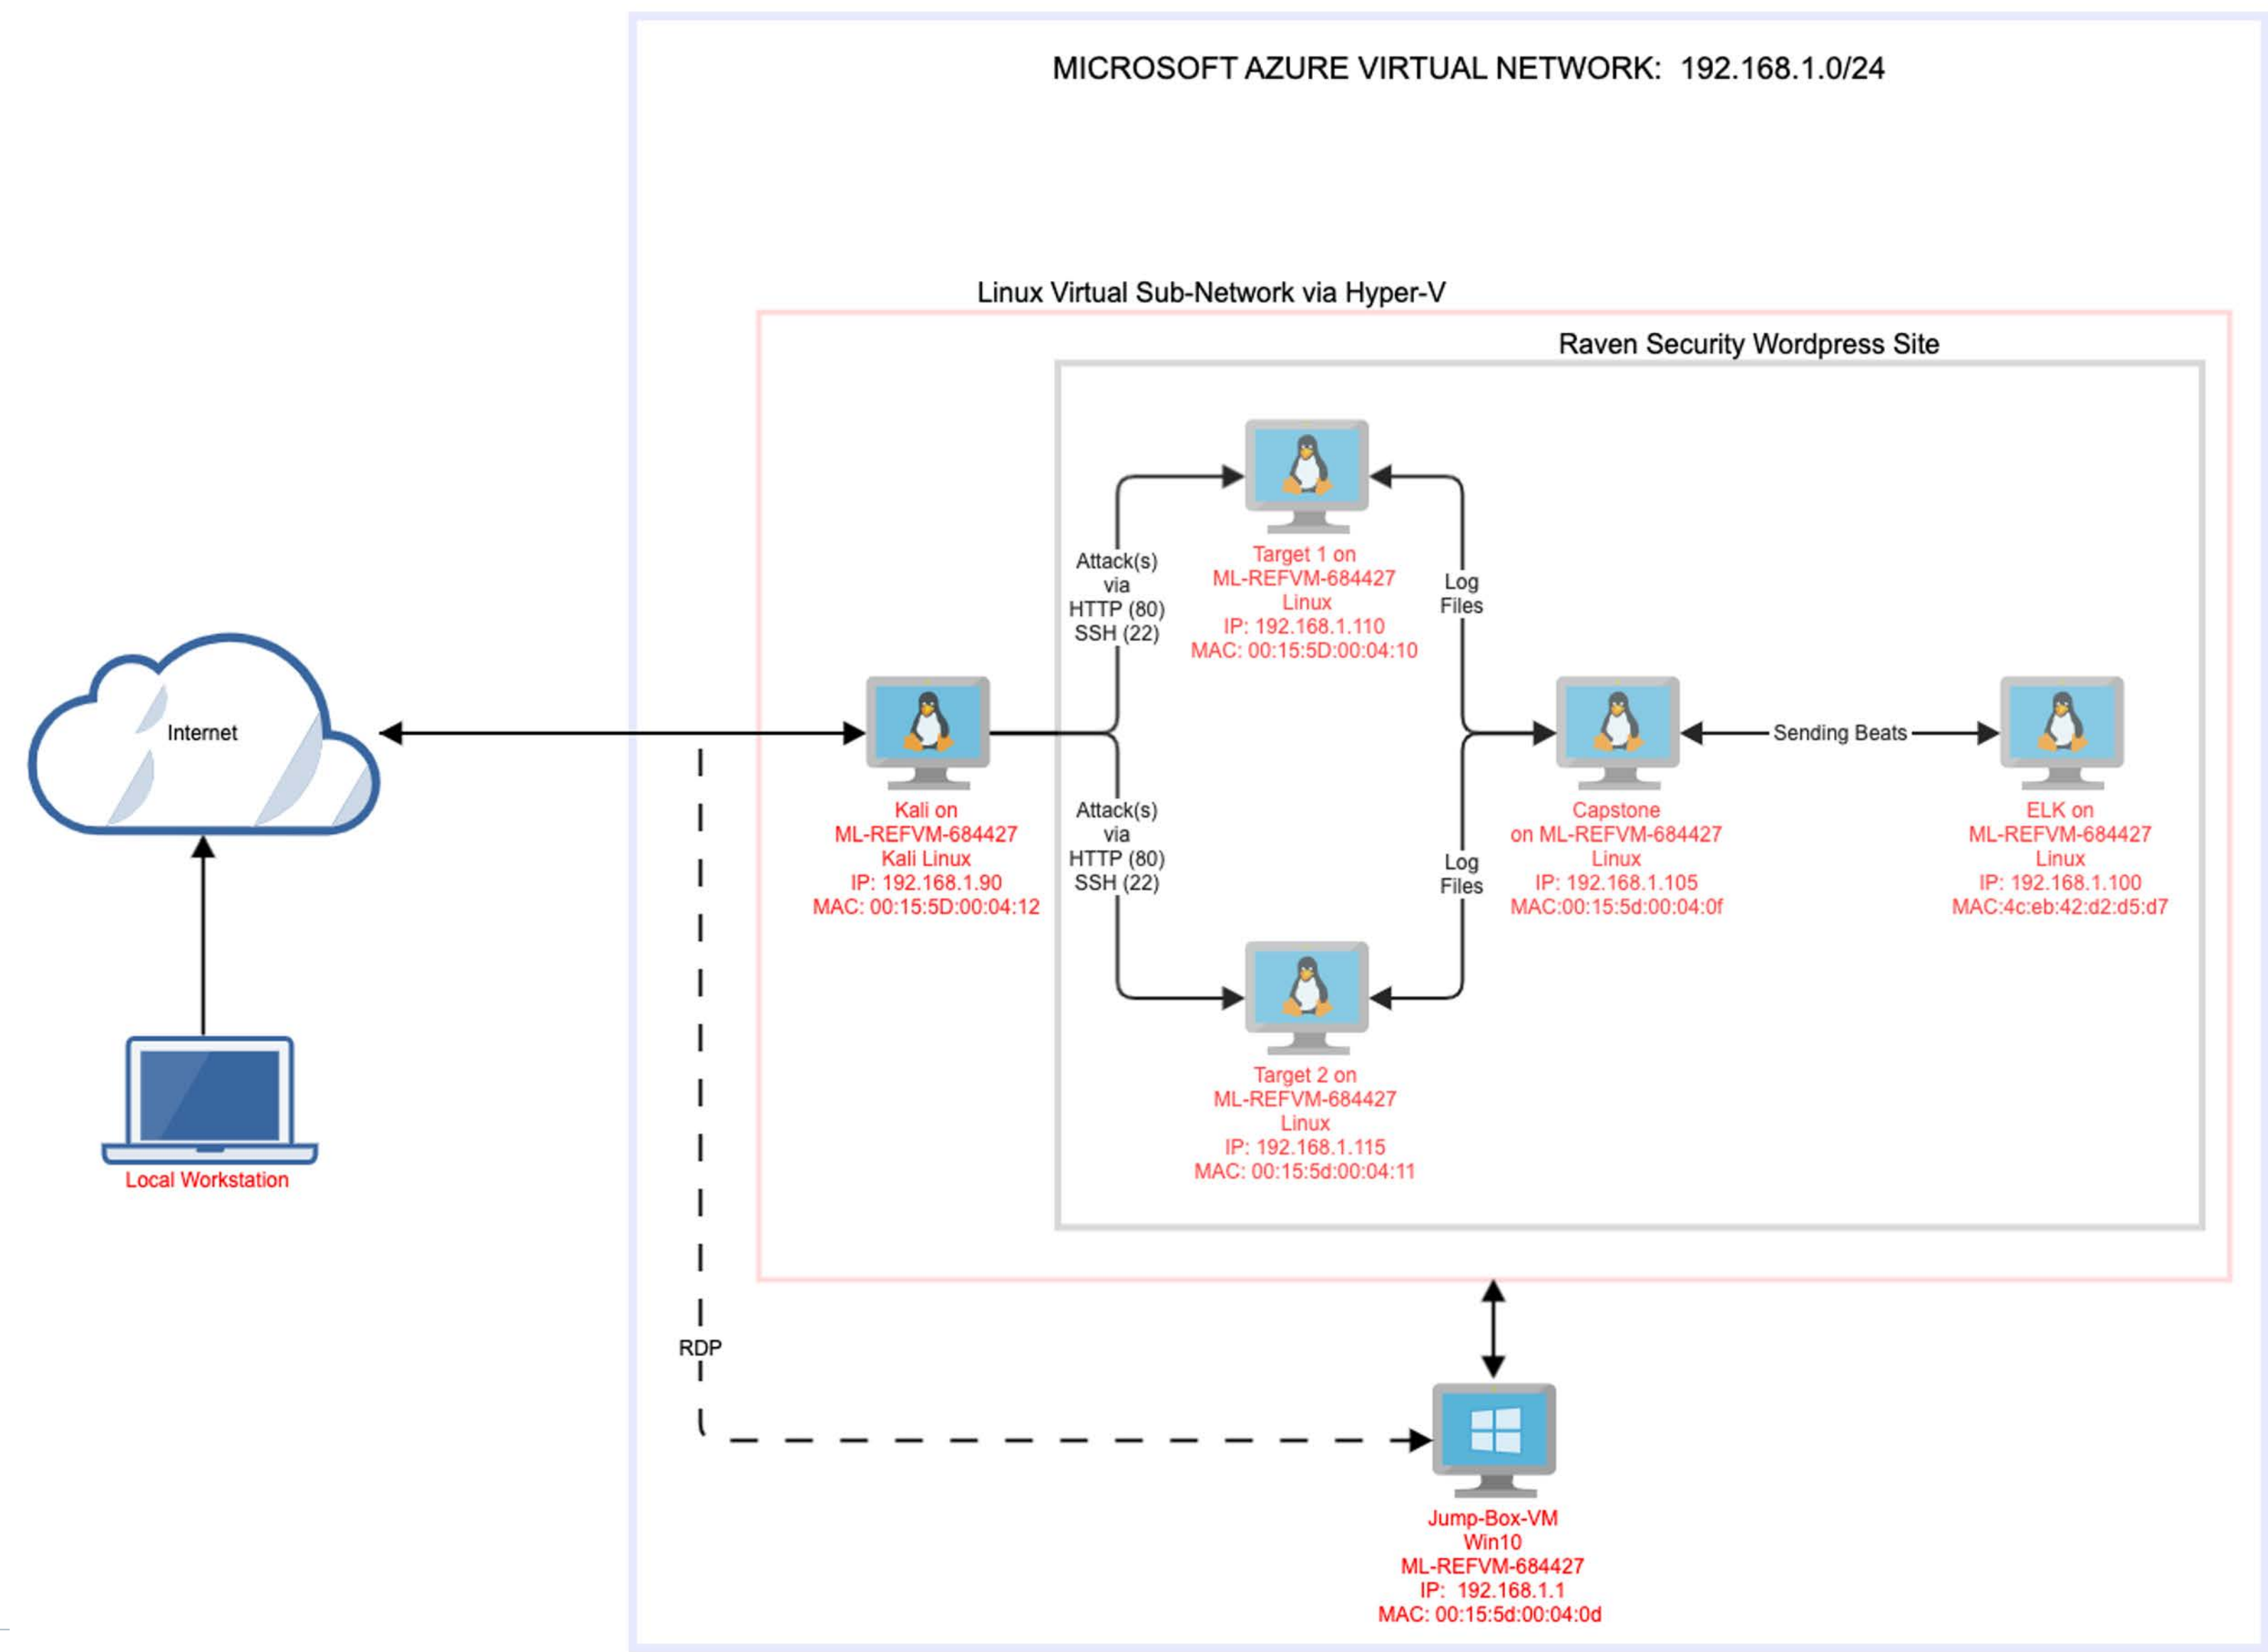 MICROSOFT AZURE VIRTUAL NETWORK:  192.168.1.0/24
Linux Virtual Sub-Network via Hyper-V
Raven Security Wordpress Site
Attack(s)
via
HTTP (80)
SSH (22)
Target 1 on
ML-REFVM-684427
Linux
IP: 192.168.1.110
MAC: 00:15:5D:00:04:10
Log
Files
Internet
Sending Beats
Kali on
ML-REFVM-684427
Kali Linux
IP: 192.168.1.90
MAC: 00:15:5D:00:04:12
Attack(s)
via
HTTP (80)
SSH (22)
Log
Files
Capstone
on ML-REFVM-684427
Linux
IP: 192.168.1.105
MAC:00:15:5d:00:04:0f
ELK on
ML-REFVM-684427
Linux
IP: 192.168.1.100
MAC:4c:eb:42:d2:d5:d7
Target 2 on
ML-REFVM-684427
Linux
IP: 192.168.1.115
MAC: 00:15:5d:00:04:11
Local Workstation
RDP
Jump-Box-VM
Win10
ML-REFVM-684427
IP:  192.168.1.1
MAC: 00:15:5d:00:04:0d